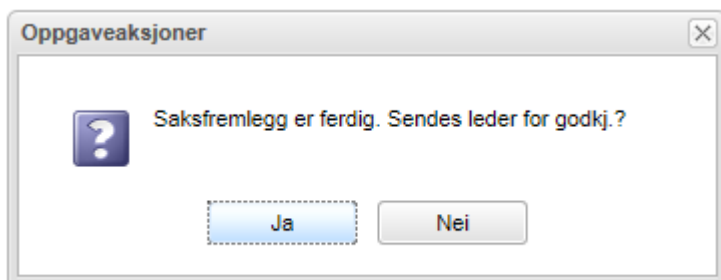 Oppgaveaksjoner
Saksfremlegg er ferdig. Sendes leder for godkj.?
Ja
Nei